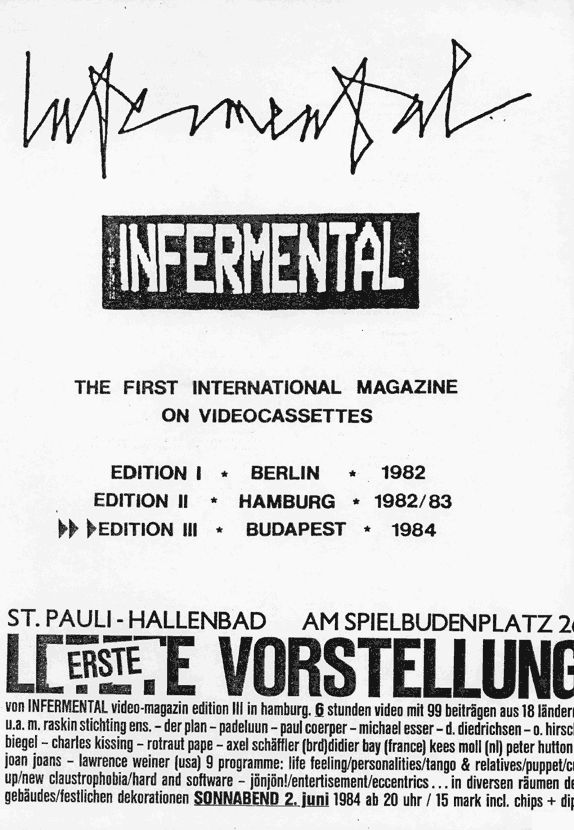 Infermental
INFERMENTAL
THE FIRST INTERNATIONAL MAGAZINE
ON VIDEOCASSETTES
EDITION I * BERLIN * 1982
EDITION II * HAMBURG * 1982/83
EDITION III * BUDAPEST * 1984
ST. PAULI - HALLENBAD AM SPIELBUDENPLATZ
ERSTE VORSTELLUNG
von INFERMENTAL video-magazin edition III in hamburg. 6 stunden video mit 99 beiträgen aus 18 ländern
u.a. m. raskin stichting ens. – der plan – padeluun – paul coerper – michael esser – d. diedrichsen – o. hirsc
biegel – charles kissing – rotraut pape – axel schäffler (brd)didier bay (france) kees moll (nl) peter hutton
joan joans – lawrence weiner (usa) 9 programme: life feeling/personalities/tango & relatives/puppet/c
up/new claustrophobia/hard and software – jönjön!/entertisement/eccentrics . . . in diversen räumen de
gebäudes/festlichen dekorationen SONNABEND 2. juni 1984 ab 20 uhr / 15 mark incl. chips + dip